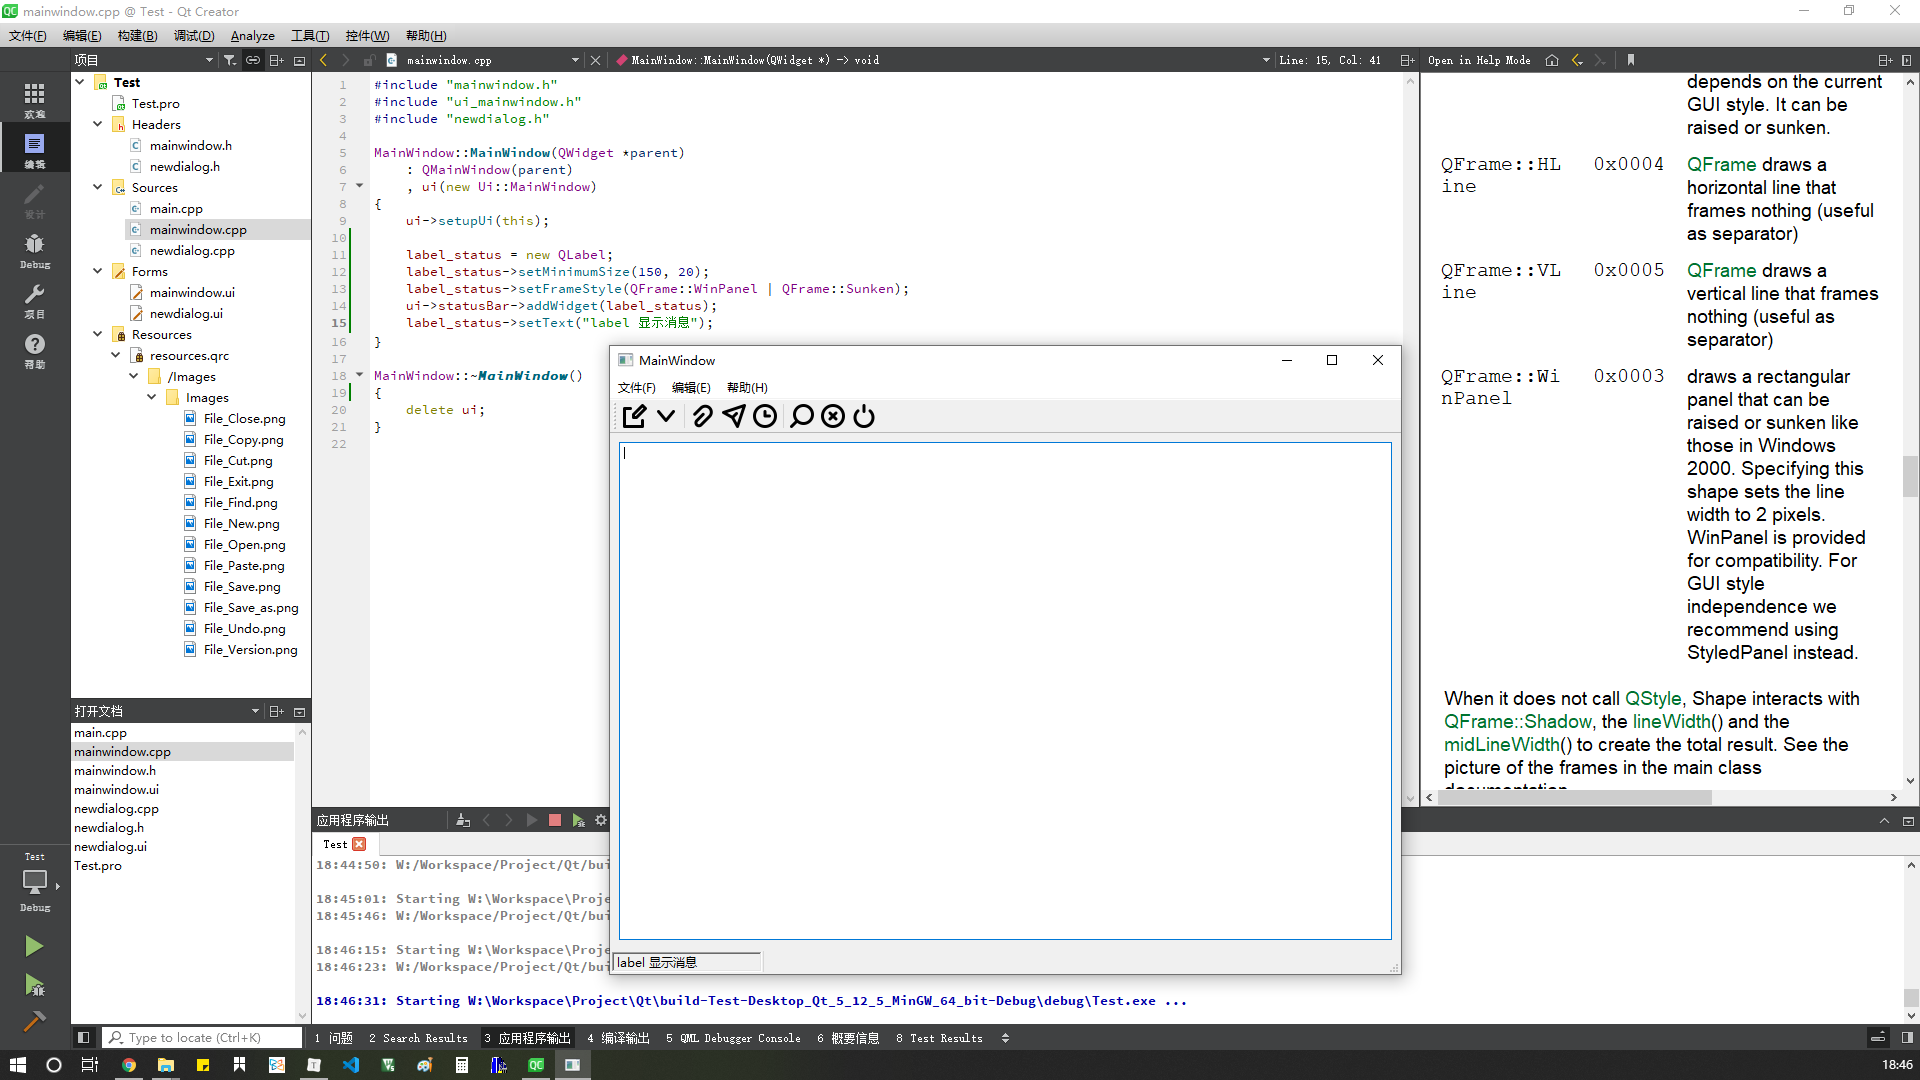 mainwindow.cpp @ Test - Qt Creator
文件(F) 编辑(E) 构建(B) 调试(D) Analyze 工具(T) 控件(W) 帮助(H)
项目
mainwindow.cpp
MainWindow::MainWindow(QWidget *) -> void
Line: 15, Col: 41
Open in Help Mode
欢迎
编辑
设计
Debug
项目
帮助
Test
Test.pro
Headers
mainwindow.h
newdialog.h
Sources
main.cpp
mainwindow.cpp
newdialog.cpp
Forms
mainwindow.ui
newdialog.ui
Resources
resources.qrc
/Images
Images
File_Close.png
File_Copy.png
File_Cut.png
File_Exit.png
File_Find.png
File_New.png
File_Open.png
File_Paste.png
File_Save.png
File_Save_as.png
File_Undo.png
File_Version.png
打开文档
main.cpp
mainwindow.cpp
mainwindow.h
mainwindow.ui
newdialog.cpp
newdialog.h
newdialog.ui
Test.pro
Test
Debug
1 #include "mainwindow.h"
2 #include "ui_mainwindow.h"
3 #include "newdialog.h"
4
5 MainWindow::MainWindow(QWidget *parent)
6 : QMainWindow(parent)
7 , ui(new Ui::MainWindow)
8 {
9 ui->setupUi(this);
10
11 label_status = new QLabel;
12 label_status->setMinimumSize(150, 20);
13 label_status->setFrameStyle(QFrame::WinPanel | QFrame::Sunken);
14 ui->statusBar->addWidget(label_status);
15 label_status->setText("label 显示消息");
16 }
17
18 MainWindow::~MainWindow()
19 {
20 delete ui;
21 }
22
MainWindow
文件(F) 编辑(E) 帮助(H)
label 显示消息
depends on the current
GUI style. It can be
raised or sunken.
QFrame::HL 0x0004 QFrame draws a
ine horizontal line that
frames nothing (useful
as separator)
QFrame::VL 0x0005 QFrame draws a
ine vertical line that frames
nothing (useful as
separator)
QFrame::Wi 0x0003 draws a rectangular
nPanel panel that can be
raised or sunken like
those in Windows
2000. Specifying this
shape sets the line
width to 2 pixels.
WinPanel is provided
for compatibility. For
GUI style
independence we
recommend using
StyledPanel instead.
When it does not call QStyle, Shape interacts with
QFrame::Shadow, the lineWidth() and the
midLineWidth() to create the total result. See the
picture of the frames in the main class
documentation
应用程序输出
Test
18:44:50: W:/Workspace/Project/Qt/bui
18:45:01: Starting W:\Workspace\Proje
18:45:46: W:/Workspace/Project/Qt/bui
18:46:15: Starting W:\Workspace\Proje
18:46:23: W:/Workspace/Project/Qt/bui
18:46:31: Starting W:\Workspace\Project\Qt\build-Test-Desktop_Qt_5_12_5_MinGW_64_bit-Debug\debug\Test.exe ...
Type to locate (Ctrl+K)
1 问题 2 Search Results 3 应用程序输出 4 编译输出 5 QML Debugger Console 6 概要信息 8 Test Results
18:46